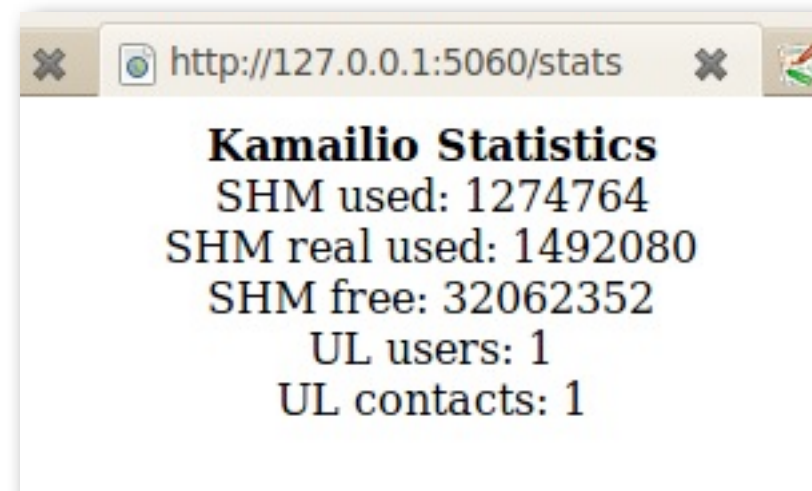 http://127.0.0.1:5060/stats
Kamailio Statistics
SHM used: 1274764
SHM real used: 1492080
SHM free: 32062352
UL users: 1
UL contacts: 1